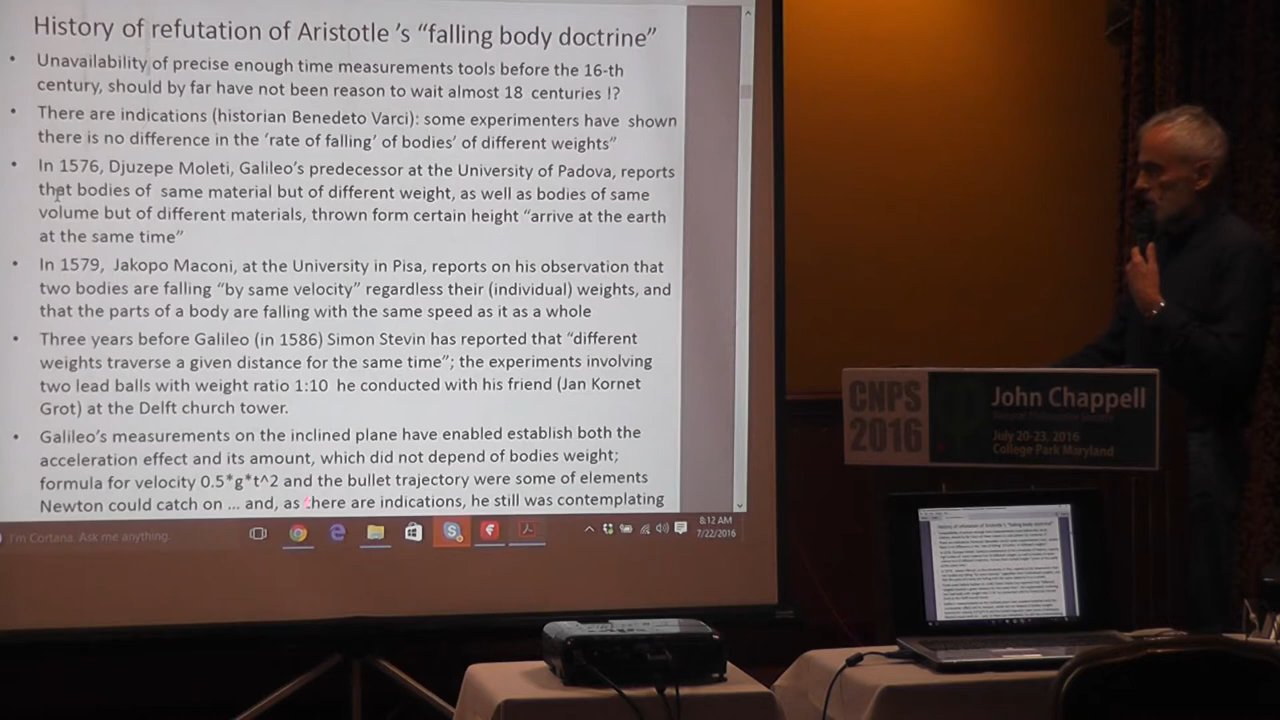 History of refutation of Aristotle 's “falling body doctrine”
• Unavailability of precise enough time measurements tools before the 16-th
century, should by far have not been reason to wait almost 18 centuries !?
• There are indications (historian Benedeto Varci): some experimenters have shown
there is no difference in the 'rate of falling' of bodies' of different weights”
• In 1576, Djuzepe Moleti, Galileo's predecessor at the University of Padova, reports
that bodies of same material but of different weight, as well as bodies of same
volume but of different materials, thrown form certain height “arrive at the earth
at the same time”
• In 1579, Jakopo Maconi, at the University in Pisa, reports on his observation that
two bodies are falling “by same velocity” regardless their (individual) weights, and
that the parts of a body are falling with the same speed as it as a whole
• Three years before Galileo (in 1586) Simon Stevin has reported that “different
weights traverse a given distance for the same time”; the experiments involving
two lead balls with weight ratio 1:10 he conducted with his friend (Jan Kornet
Grot) at the Delft church tower.
• Galileo's measurements on the inclined plane have enabled establish both the
acceleration effect and its amount, which did not depend of bodies weight;
formula for velocity 0.5*g*t^2 and the bullet trajectory were some of elements
Newton could catch on ... and, as there are indications, he still was contemplating
I'm Cortana. Ask me anything.
8:12 AM
7/22/2016
CNPS
2016
John Chappell
July 20-23, 2016
College Park Maryland